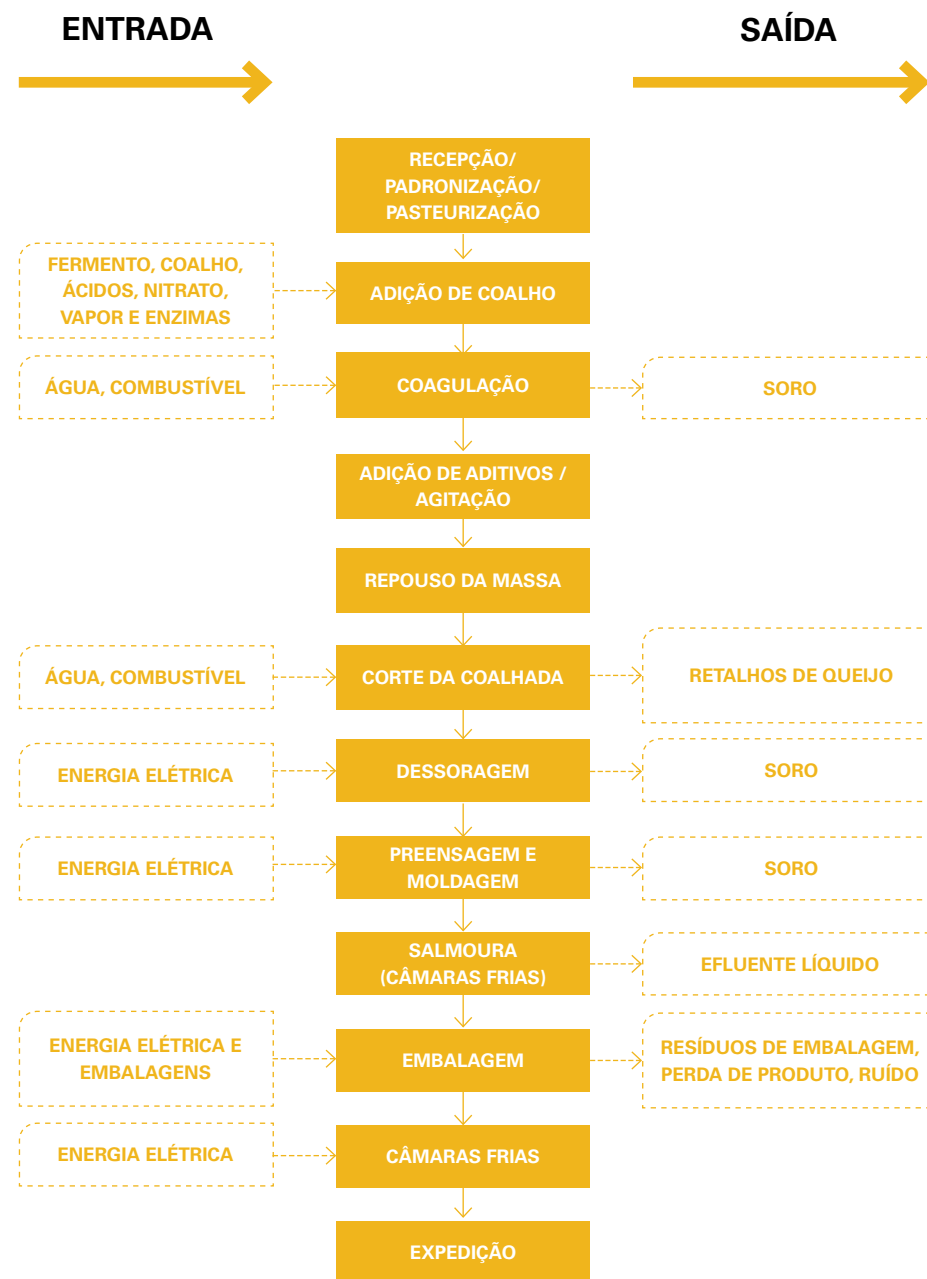 ENTRADA
SAÍDA
RECEPÇÃO/
PADRONIZAÇÃO/
PASTEURIZAÇÃO
FERMENTO, COALHO,
ÁCIDOS, NITRATO,
VAPOR E ENZIMAS
ADIÇÃO DE COALHO
ÁGUA, COMBUSTÍVEL
COAGULAÇÃO
SORO
ADIÇÃO DE ADITIVOS /
AGITAÇÃO
REPOUSO DA MASSA
ÁGUA, COMBUSTÍVEL
CORTE DA COALHADA
RETALHOS DE QUEIJO
ENERGIA ELÉTRICA
DESSORAGEM
SORO
ENERGIA ELÉTRICA
PREENSAGEM E
MOLDAGEM
SORO
SALMOURA
(CÂMARAS FRIAS)
EFLUENTE LÍQUIDO
ENERGIA ELÉTRICA E
EMBALAGENS
EMBALAGEM
RESÍDUOS DE EMBALAGEM,
PERDA DE PRODUTO, RUÍDO
ENERGIA ELÉTRICA
CÂMARAS FRIAS
EXPEDIÇÃO